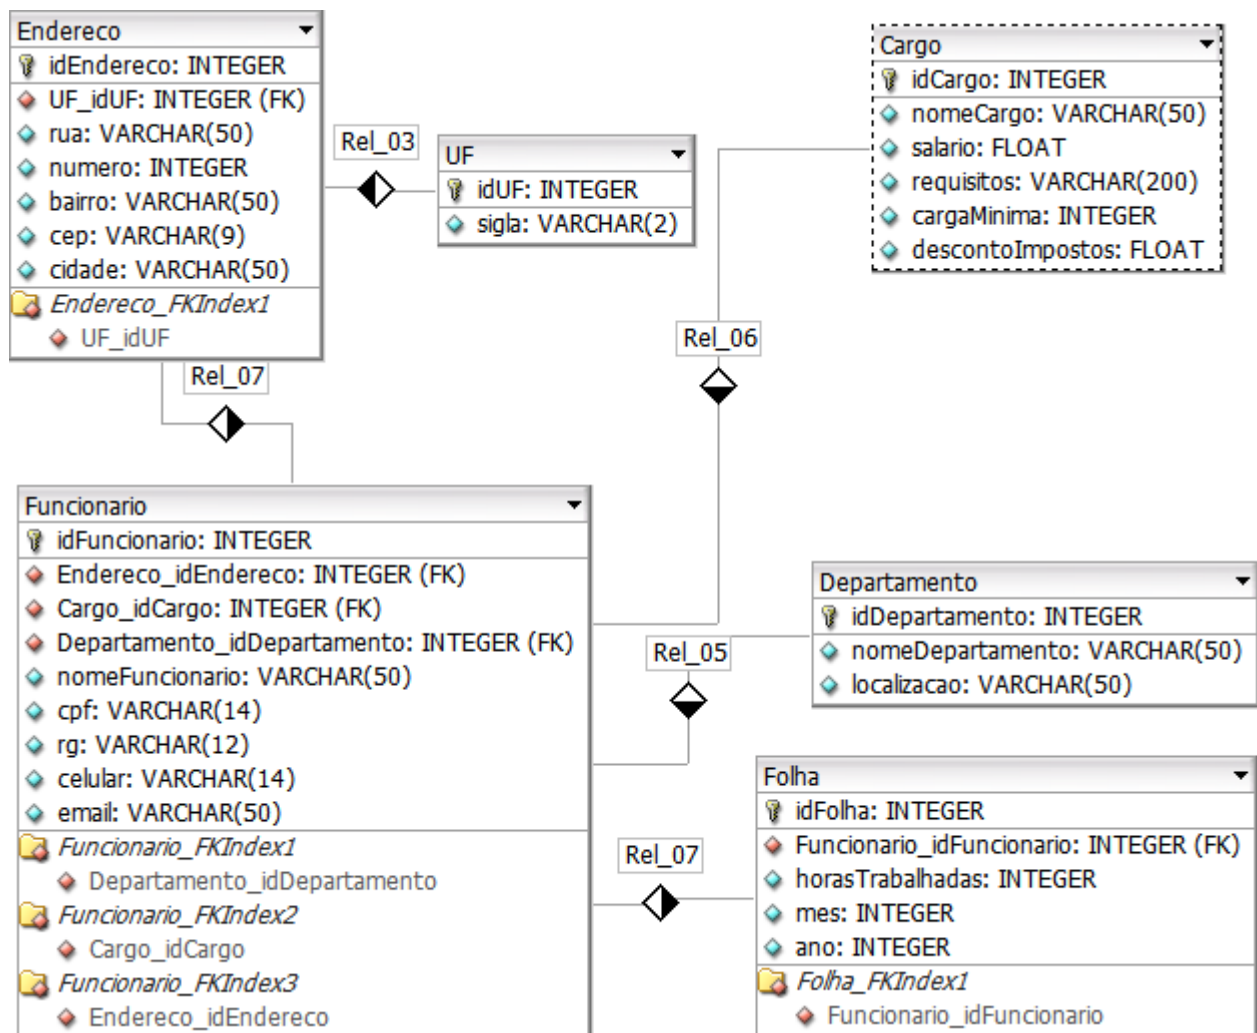 Endereco
idEndereco: INTEGER
UF_idUF: INTEGER (FK)
rua: VARCHAR(50)
numero: INTEGER
bairro: VARCHAR(50)
cep: VARCHAR(9)
cidade: VARCHAR(50)
Endereco_FKIndex1
UF_idUF
Rel_03
UF
idUF: INTEGER
sigla: VARCHAR(2)
Cargo
idCargo: INTEGER
nomeCargo: VARCHAR(50)
salario: FLOAT
requisitos: VARCHAR(200)
cargaMinima: INTEGER
descontoImpostos: FLOAT
Rel_06
Rel_07
Funcionario
idFuncionario: INTEGER
Endereco_idEndereco: INTEGER (FK)
Cargo_idCargo: INTEGER (FK)
Departamento_idDepartamento: INTEGER (FK)
nomeFuncionario: VARCHAR(50)
cpf: VARCHAR(14)
rg: VARCHAR(12)
celular: VARCHAR(14)
email: VARCHAR(50)
Funcionario_FKIndex1
Departamento_idDepartamento
Funcionario_FKIndex2
Cargo_idCargo
Funcionario_FKIndex3
Endereco_idEndereco
Rel_05
Departamento
idDepartamento: INTEGER
nomeDepartamento: VARCHAR(50)
localizacao: VARCHAR(50)
Rel_07
Folha
idFolha: INTEGER
Funcionario_idFuncionario: INTEGER (FK)
horasTrabalhadas: INTEGER
mes: INTEGER
ano: INTEGER
Folha_FKIndex1
Funcionario_idFuncionario